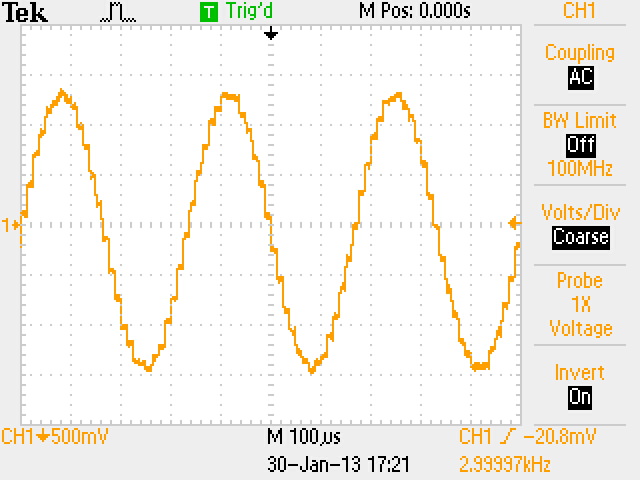 Tek T Trig'd M Pos: 0.000s CH1
Coupling
AC
BW Limit
Off
100MHz
1
Volts/Div
Coarse
Probe
1X
Voltage
Invert
On
CH1 500mV M 100µs CH1 -20.8mV
30-Jan-13 17:21 2.99997kHz